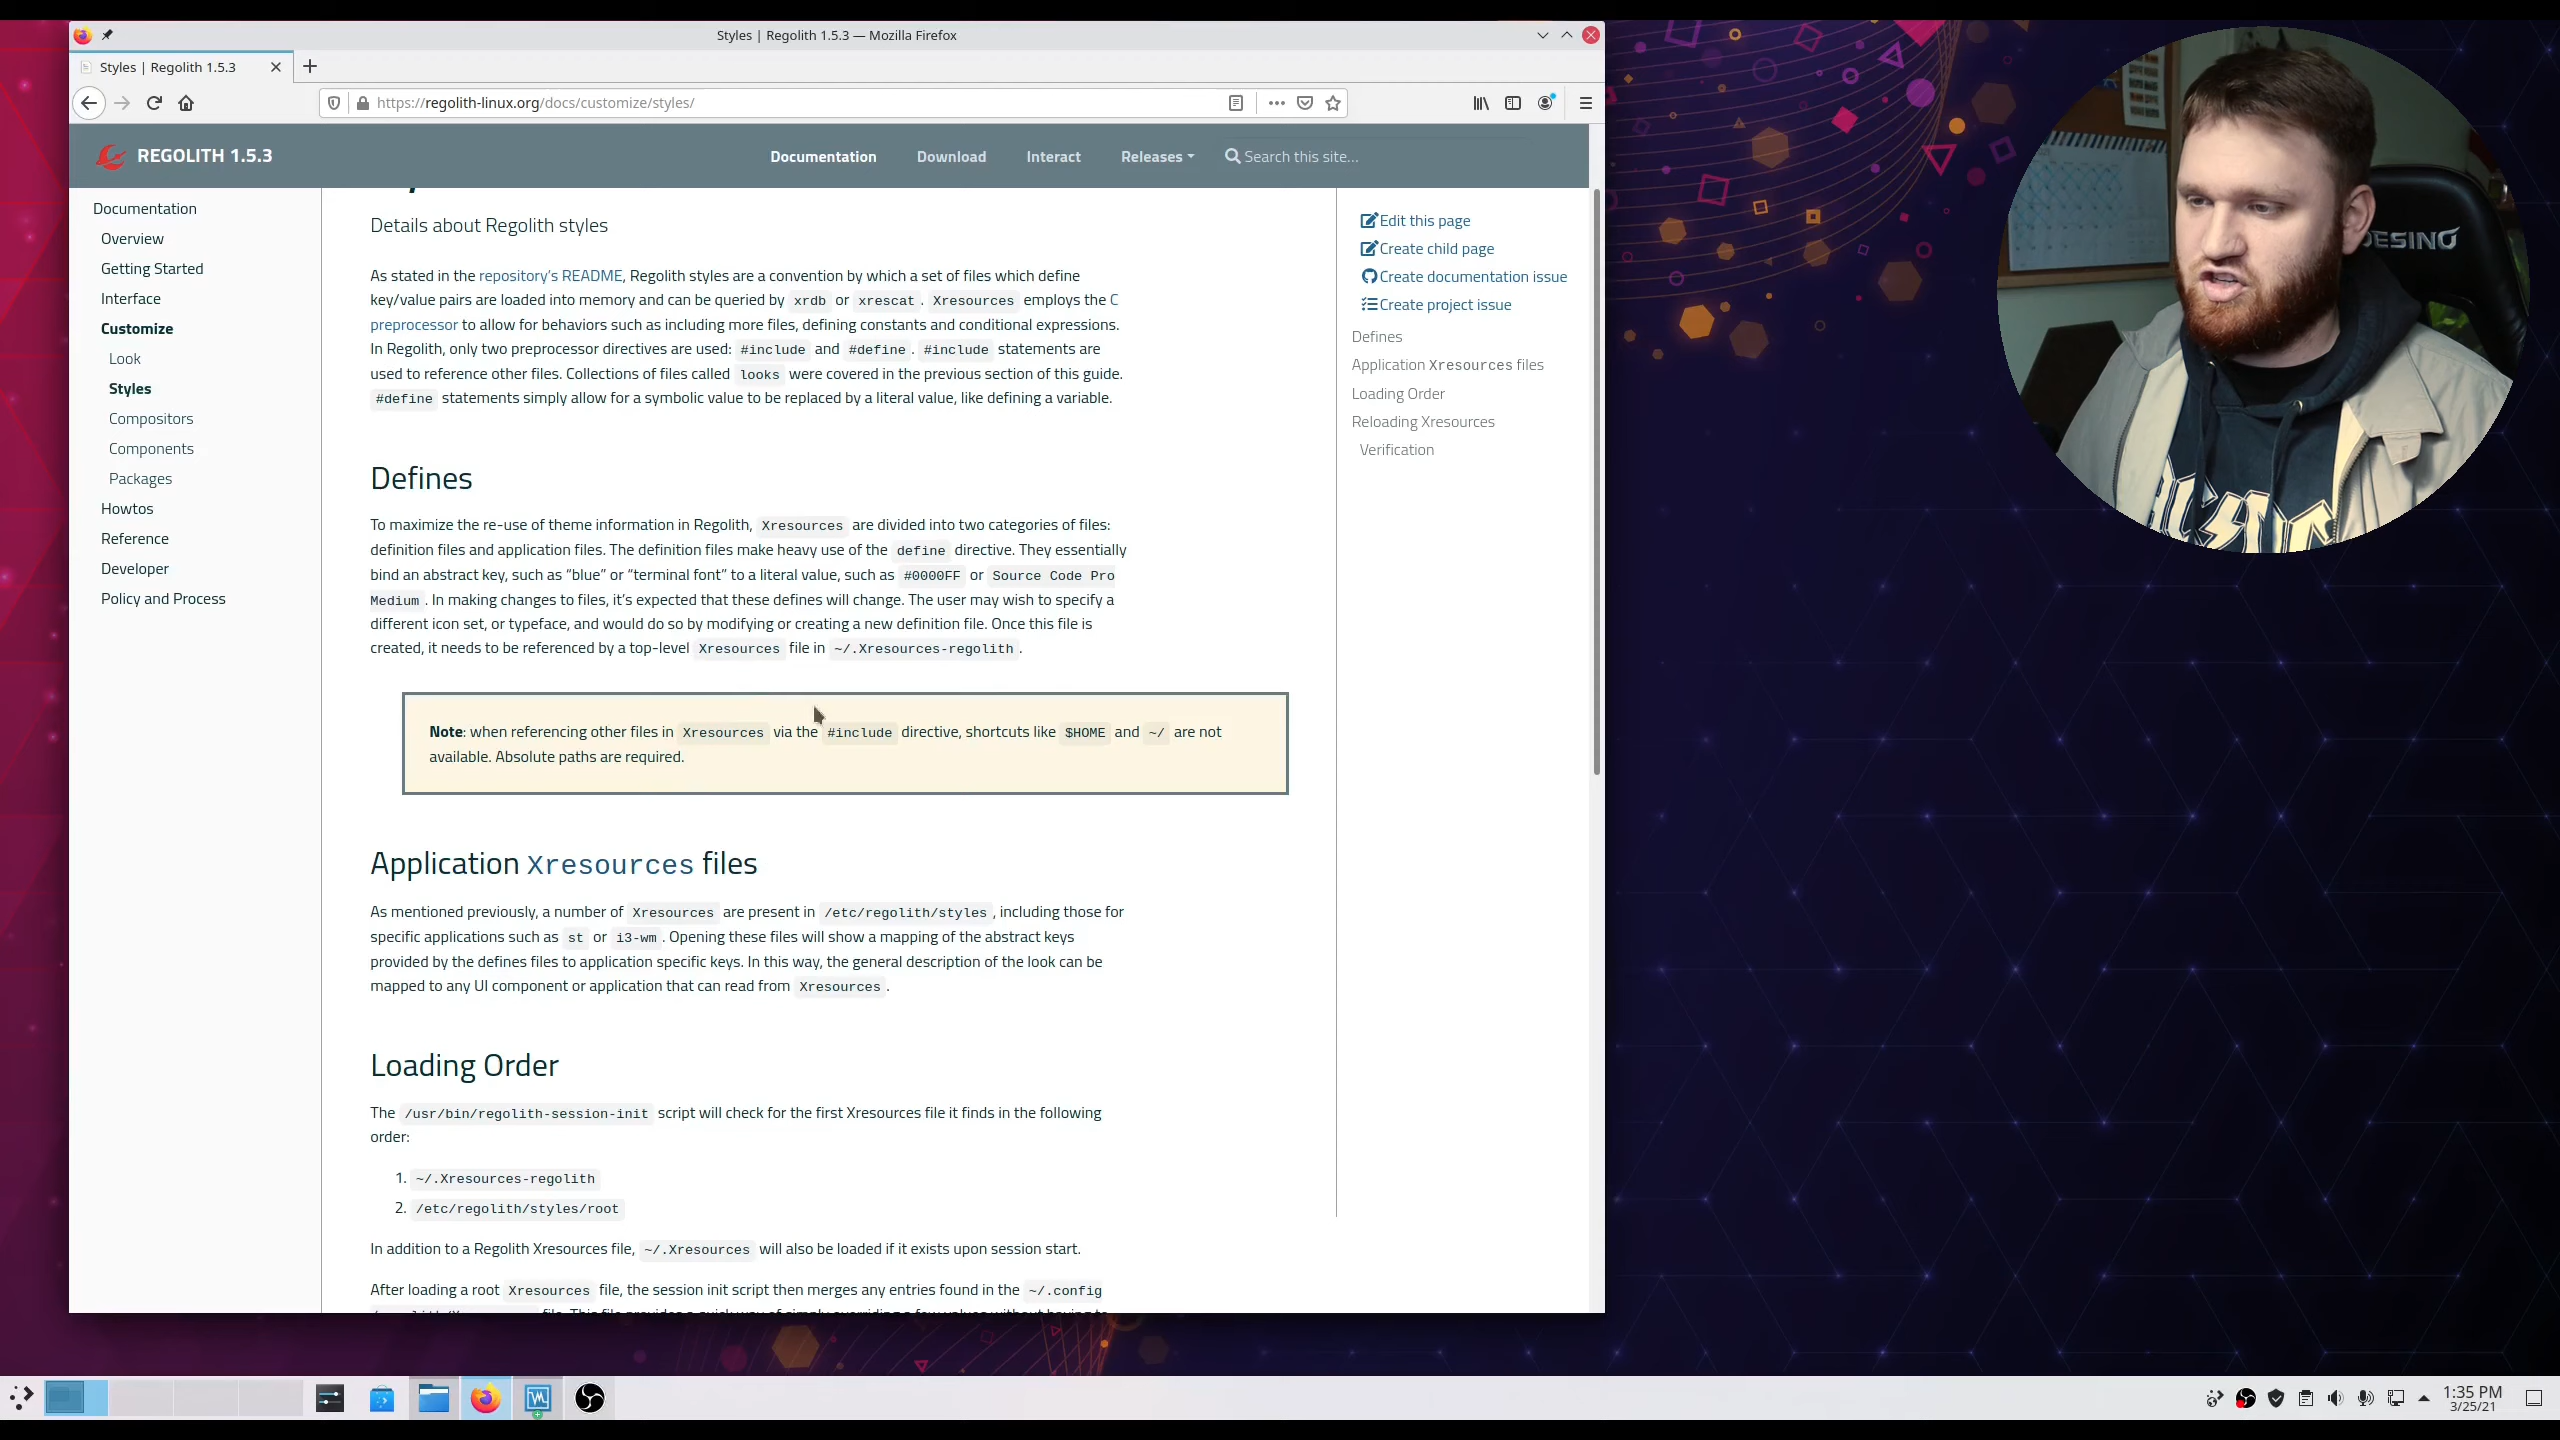 Styles | Regolith 1.5.3 — Mozilla Firefox
Styles | Regolith 1.5.3
https://regolith-linux.org/docs/customize/styles/
REGOLITH 1.5.3
Documentation
Download
Interact
Releases
Search this site…
Documentation
Overview
Getting Started
Interface
Customize
Look
Styles
Compositors
Components
Packages
Howtos
Reference
Developer
Policy and Process
Details about Regolith styles
As stated in the repository's README, Regolith styles are a convention by which a set of files which define
key/value pairs are loaded into memory and can be queried by xrdb or xrescat. Xresources employs the C
preprocessor to allow for behaviors such as including more files, defining constants and conditional expressions.
In Regolith, only two preprocessor directives are used: #include and #define. #include statements are
used to reference other files. Collections of files called looks were covered in the previous section of this guide.
#define statements simply allow for a symbolic value to be replaced by a literal value, like defining a variable.
Defines
To maximize the re-use of theme information in Regolith, Xresources are divided into two categories of files:
definition files and application files. The definition files make heavy use of the define directive. They essentially
bind an abstract key, such as “blue” or “terminal font” to a literal value, such as #0000FF or Source Code Pro
Medium. In making changes to files, it's expected that these defines will change. The user may wish to specify a
different icon set, or typeface, and would do so by modifying or creating a new definition file. Once this file is
created, it needs to be referenced by a top-level Xresources file in ~/.Xresources-regolith.
Note: when referencing other files in Xresources via the #include directive, shortcuts like $HOME and ~/ are not
available. Absolute paths are required.
Application Xresources files
As mentioned previously, a number of Xresources are present in /etc/regolith/styles, including those for
specific applications such as st or i3-wm. Opening these files will show a mapping of the abstract keys
provided by the defines files to application specific keys. In this way, the general description of the look can be
mapped to any UI component or application that can read from Xresources.
Loading Order
The /usr/bin/regolith-session-init script will check for the first Xresources file it finds in the following
order:
1. ~/.Xresources-regolith
2. /etc/regolith/styles/root
In addition to a Regolith Xresources file, ~/.Xresources will also be loaded if it exists upon session start.
After loading a root Xresources file, the session init script then merges any entries found in the ~/.config
Edit this page
Create child page
Create documentation issue
Create project issue
Defines
Application Xresources files
Loading Order
Reloading Xresources
Verification
ESING
1:35 PM
3/25/21